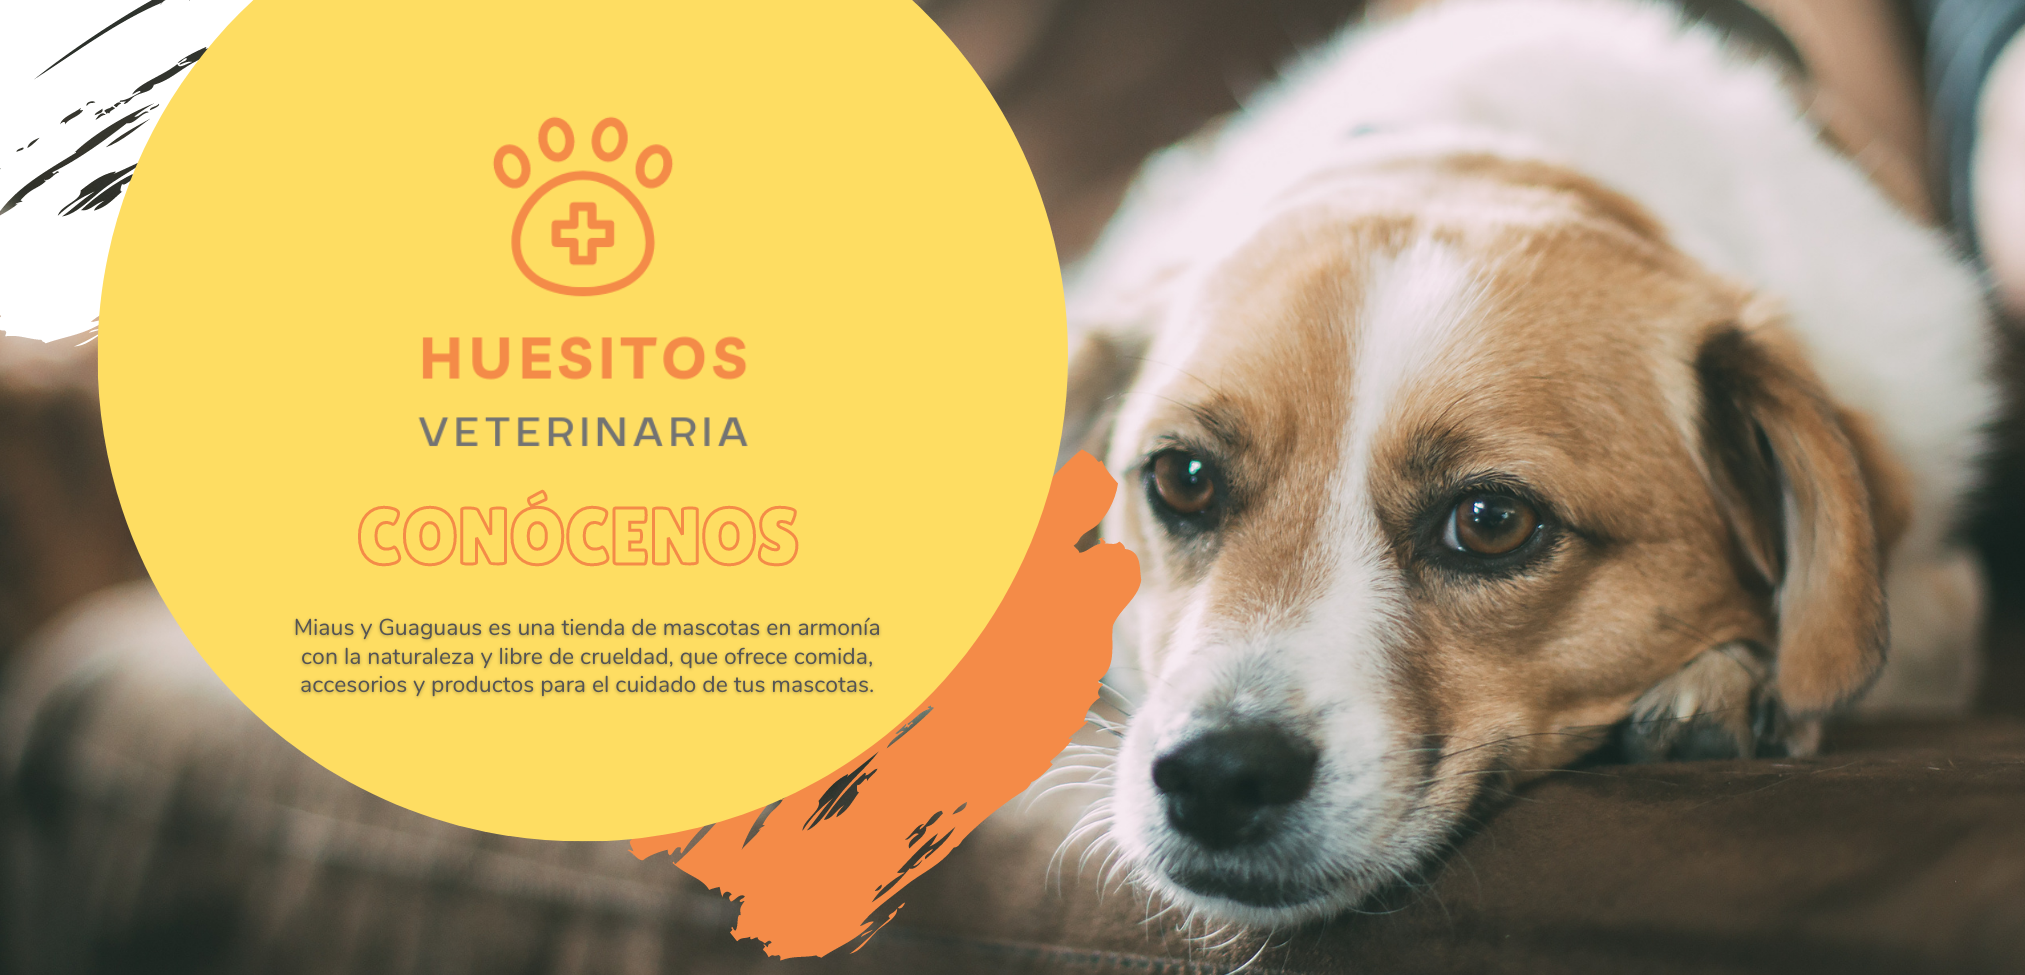 HUESITOS
VETERINARIA
CONÓCENOS
Miaus y Guaguaus es una tienda de mascotas en armonía
con la naturaleza y libre de crueldad, que ofrece comida,
accesorios y productos para el cuidado de tus mascotas.